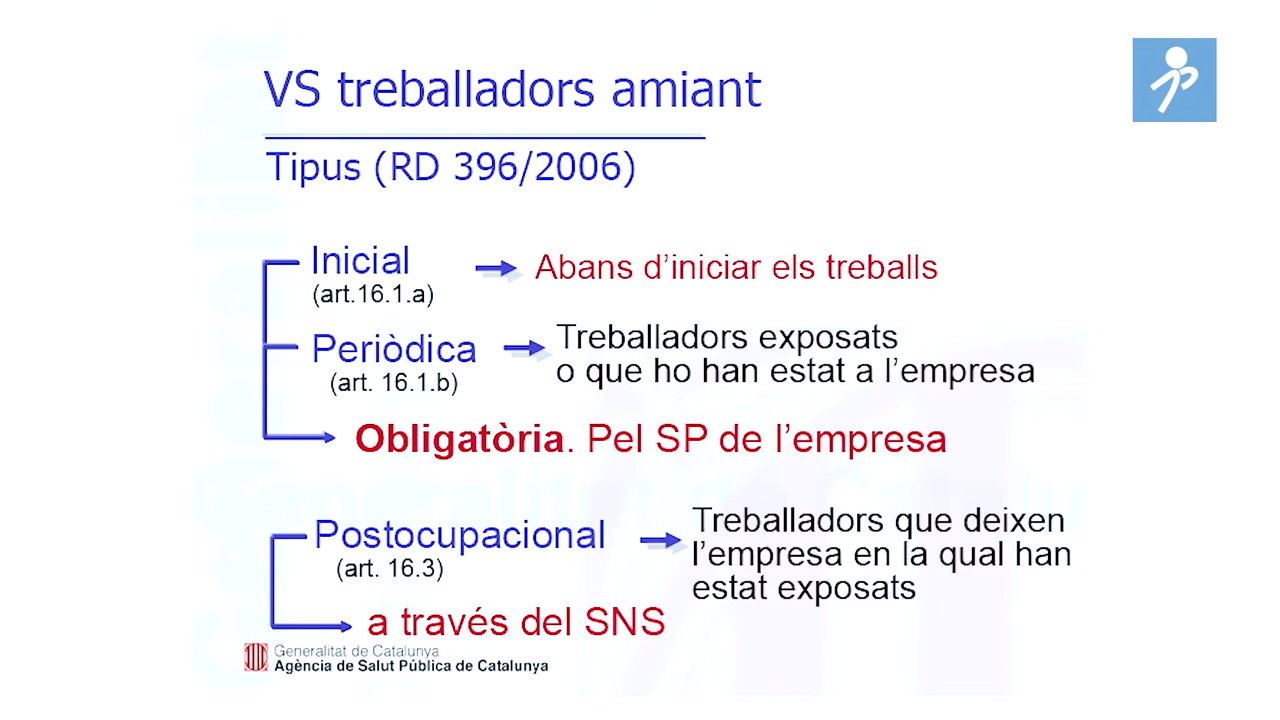 VS treballadors amiant
Tipus (RD 396/2006)
Inicial
(art.16.1.a)
Abans d'iniciar els treballs
Periòdica
(art. 16.1.b)
Treballadors exposats
o que ho han estat a l'empresa
Obligatòria. Pel SP de l'empresa
Postocupacional
(art. 16.3)
Treballadors que deixen
l'empresa en la qual han
estat exposats
a través del SNS
Generalitat de Catalunya
Agència de Salut Pública de Catalunya